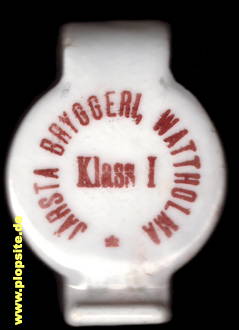 JÄRSTA BRYGGERI, WATTHOLMA
Klass I
*
www.plopsite.de